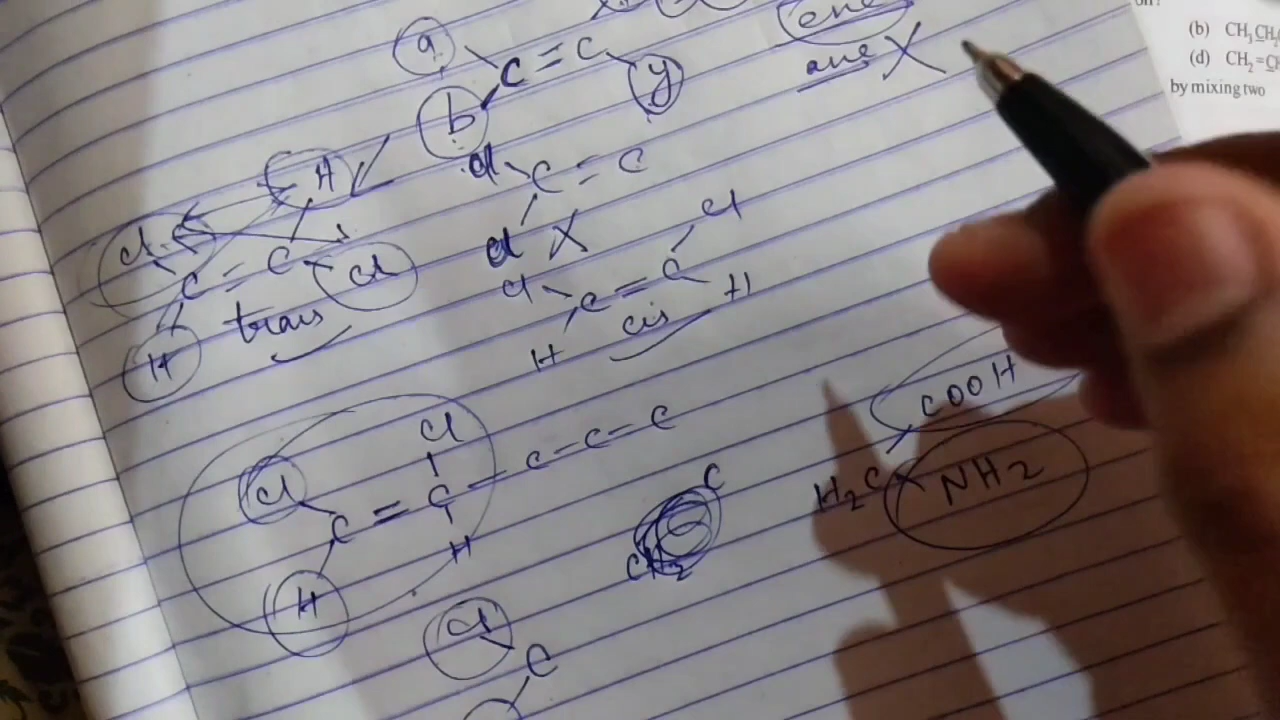 ene
ane X
a
C = C
b
y
(b) CH3CH2
(d) CH2=C
by mixing two
H
Cl
C = C
Cl
H
trans
Cl
C = C
Cl X
Cl
Cl
C = C
H
H
cis
Cl
Cl
C = C - C - C - C
H
H
C
CH2
COOH
H2C
NH2
Cl
C